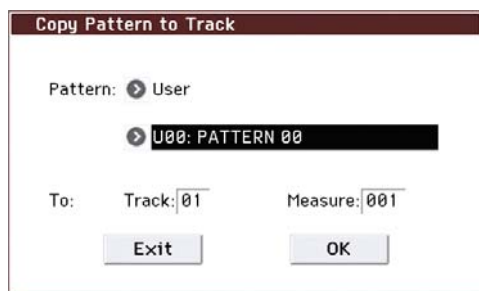 Copy Pattern to Track
Pattern: User
U00: PATTERN 00
To: Track: 01 Measure: 001
Exit OK